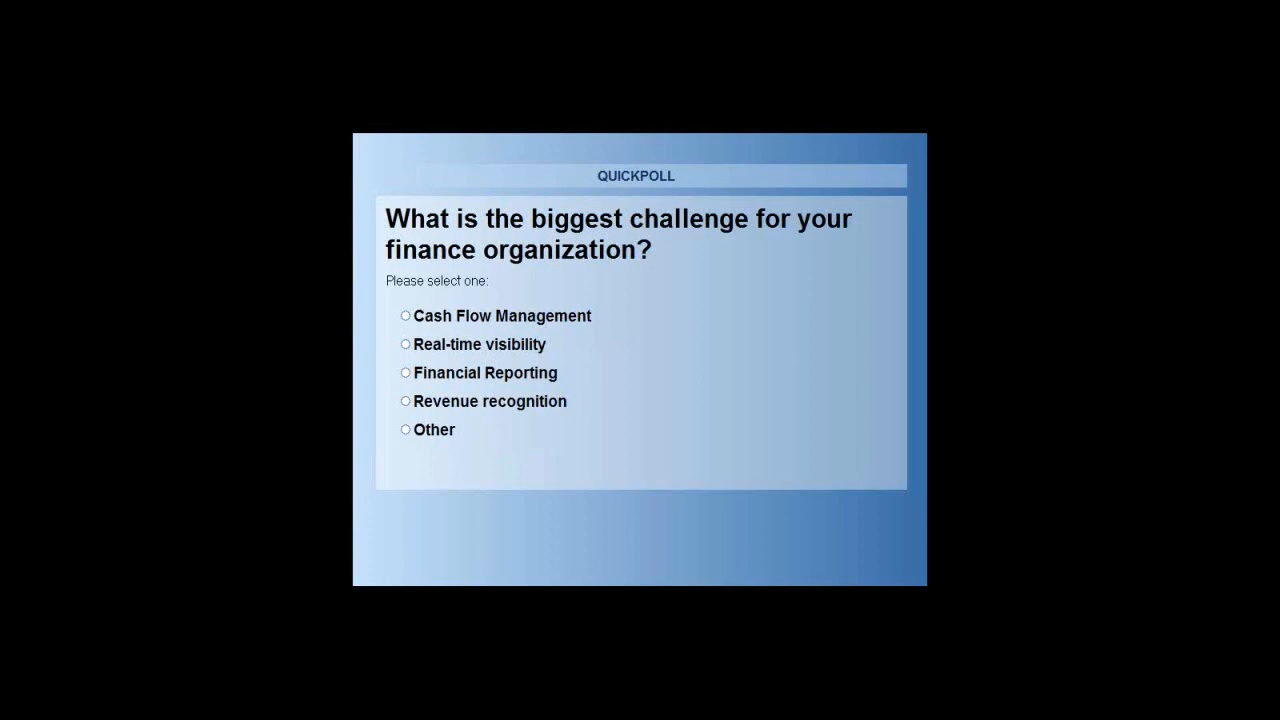 QUICKPOLL
What is the biggest challenge for your
finance organization?
Please select one:
Cash Flow Management
Real-time visibility
Financial Reporting
Revenue recognition
Other